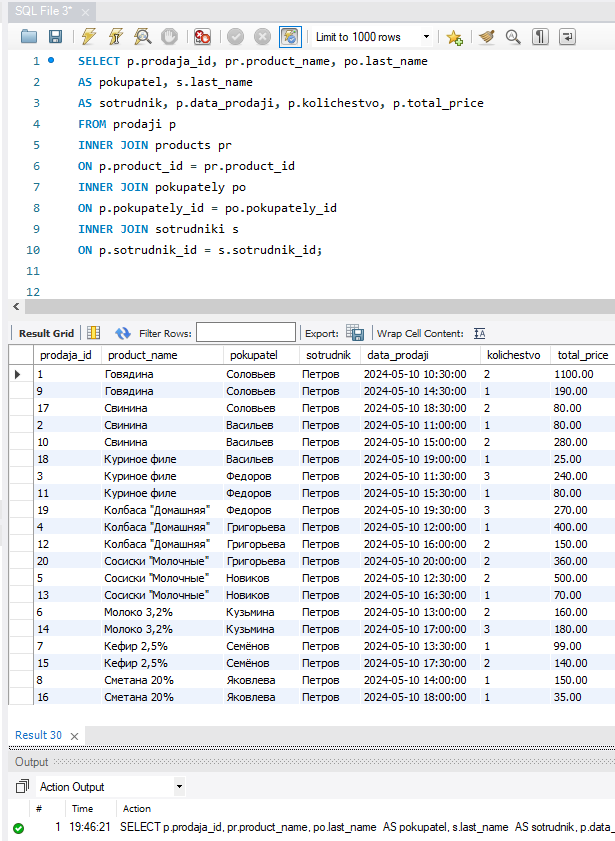 SQL File 3*
Limit to 1000 rows
1 SELECT p.prodaja_id, pr.product_name, po.last_name
2 AS pokupatel, s.last_name
3 AS sotrudnik, p.data_prodaji, p.kolichestvo, p.total_price
4 FROM prodaji p
5 INNER JOIN products pr
6 ON p.product_id = pr.product_id
7 INNER JOIN pokupately po
8 ON p.pokupately_id = po.pokupately_id
9 INNER JOIN sotrudniki s
10 ON p.sotrudnik_id = s.sotrudnik_id;
11
12
Result Grid Filter Rows: Export: Wrap Cell Content:
prodaja_id product_name pokupatel sotrudnik data_prodaji kolichestvo total_price
1 Говядина Соловьев Петров 2024-05-10 10:30:00 2 1100.00
9 Говядина Соловьев Петров 2024-05-10 14:30:00 1 190.00
17 Свинина Соловьев Петров 2024-05-10 18:30:00 2 80.00
2 Свинина Васильев Петров 2024-05-10 11:00:00 1 80.00
10 Свинина Васильев Петров 2024-05-10 15:00:00 2 280.00
18 Куриное филе Васильев Петров 2024-05-10 19:00:00 1 25.00
3 Куриное филе Федоров Петров 2024-05-10 11:30:00 3 240.00
11 Куриное филе Федоров Петров 2024-05-10 15:30:00 1 80.00
19 Колбаса "Домашняя" Федоров Петров 2024-05-10 19:30:00 3 270.00
4 Колбаса "Домашняя" Григорьева Петров 2024-05-10 12:00:00 1 400.00
12 Колбаса "Домашняя" Григорьева Петров 2024-05-10 16:00:00 2 150.00
20 Сосиски "Молочные" Григорьева Петров 2024-05-10 20:00:00 2 360.00
5 Сосиски "Молочные" Новиков Петров 2024-05-10 12:30:00 2 500.00
13 Сосиски "Молочные" Новиков Петров 2024-05-10 16:30:00 1 70.00
6 Молоко 3,2% Кузьмина Петров 2024-05-10 13:00:00 2 160.00
14 Молоко 3,2% Кузьмина Петров 2024-05-10 17:00:00 3 180.00
7 Кефир 2,5% Семёнов Петров 2024-05-10 13:30:00 1 99.00
15 Кефир 2,5% Семёнов Петров 2024-05-10 17:30:00 2 140.00
8 Сметана 20% Яковлева Петров 2024-05-10 14:00:00 1 150.00
16 Сметана 20% Яковлева Петров 2024-05-10 18:00:00 1 35.00
Result 30
Output
Action Output
# Time Action
1 19:46:21 SELECT p.prodaja_id, pr.product_name, po.last_name AS pokupatel, s.last_name AS sotrudnik, p.data_